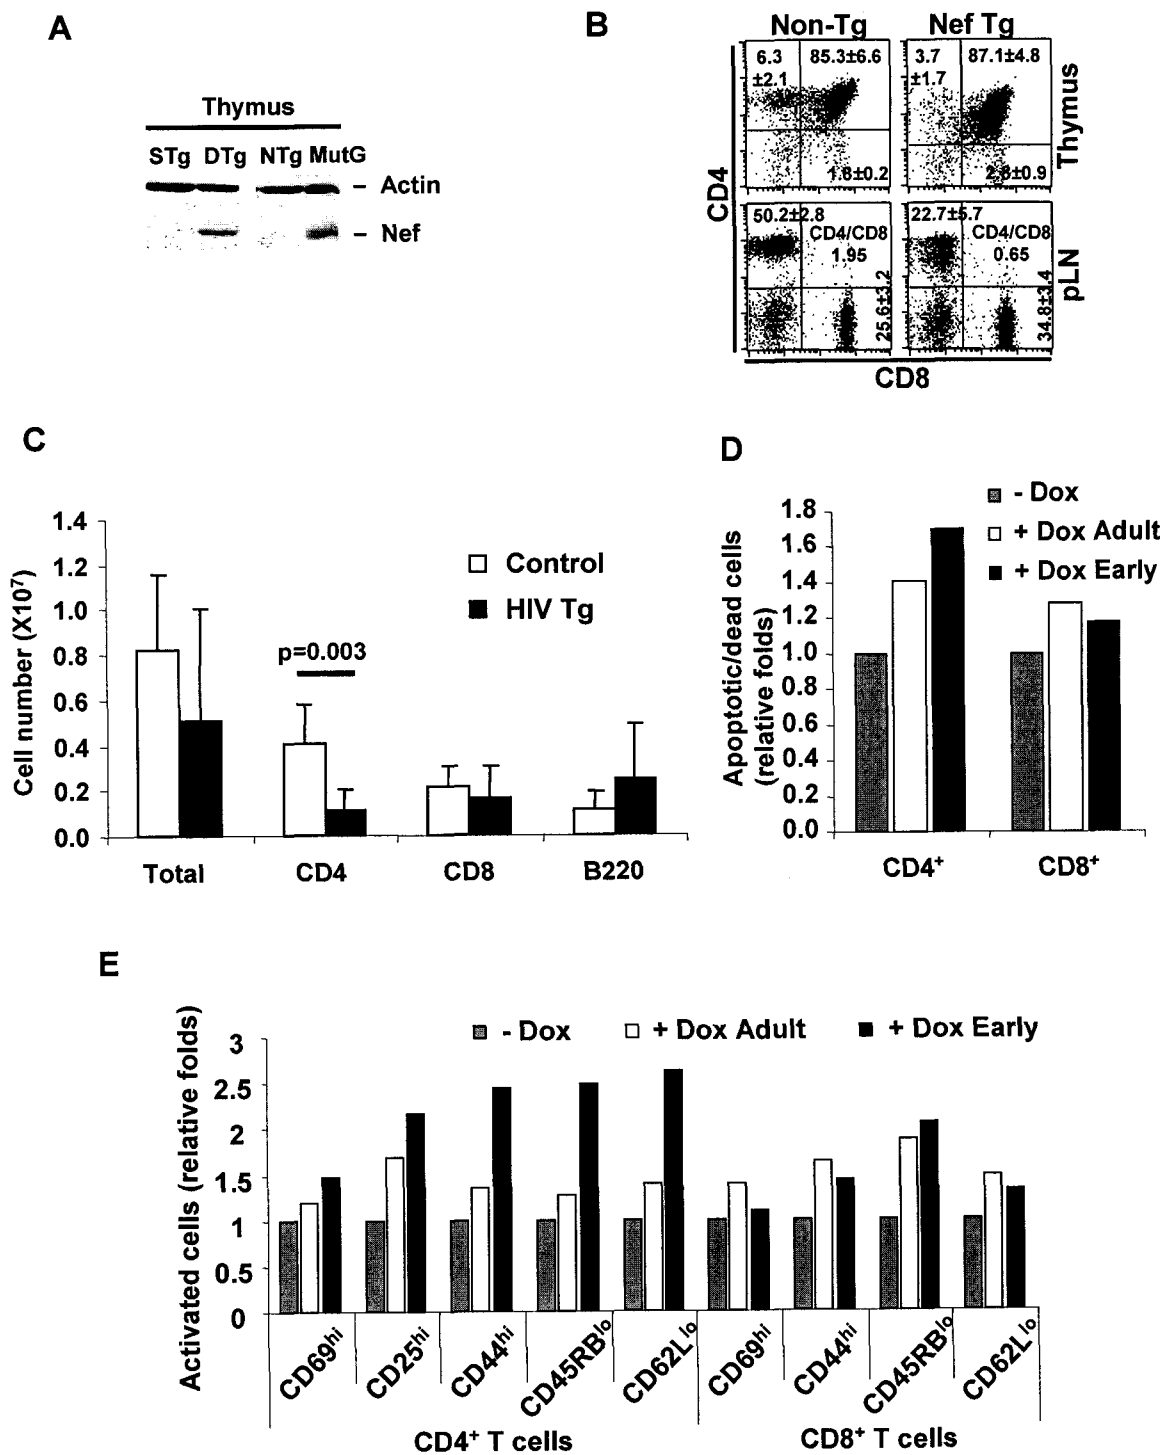 A
Thymus
STg DTg NTg MutG
– Actin
– Nef
B
Non-Tg Nef Tg
6.3
±2.1
85.3±6.6
1.8±0.2
3.7
±1.7
87.1±4.8
2.8±0.9
Thymus
50.2±2.8
CD4/CD8
1.95
25.6±3.2
22.7±5.7
CD4/CD8
0.65
34.8±3.4
pLN
CD4
CD8
C
Cell number (X10⁷)
1.4
1.2
1.0
0.8
0.6
0.4
0.2
0.0
p=0.003
Control
HIV Tg
Total CD4 CD8 B220
D
Apoptotic/dead cells
(relative folds)
1.8
1.6
1.4
1.2
1.0
0.8
0.6
0.4
0.2
0.0
- Dox
+ Dox Adult
+ Dox Early
CD4⁺ CD8⁺
E
Activated cells (relative folds)
- Dox + Dox Adult + Dox Early
3
2.5
2
1.5
1
0.5
0
CD69ʰⁱ CD25ʰⁱ CD44ʰⁱ CD45RBˡᵒ CD62Lˡᵒ CD69ʰⁱ CD44ʰⁱ CD45RBˡᵒ CD62Lˡᵒ
CD4⁺ T cells CD8⁺ T cells